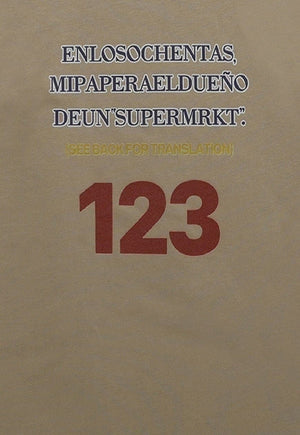 ENLOSOCHENTAS,
MIPAPERAELDUEÑO
DEUN"SUPERMRKT".
(SEE BACK FOR TRANSLATION)
123